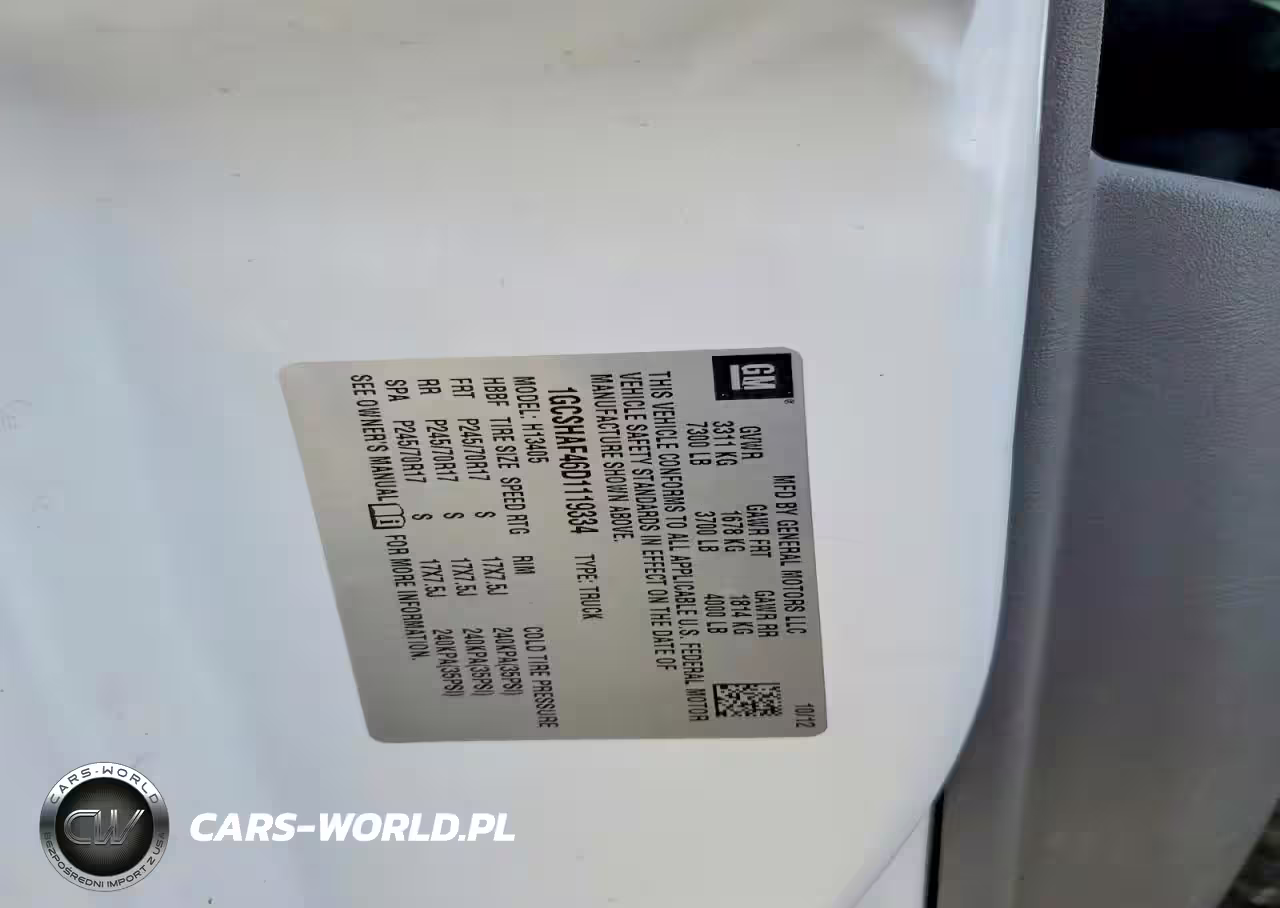 GM
®
MFD BY GENERAL MOTORS LLC 10/12
GVWR GAWR FRT GAWR RR
3311 KG 1678 KG 1814 KG
7300 LB 3700 LB 4000 LB
THIS VEHICLE CONFORMS TO ALL APPLICABLE U.S. FEDERAL MOTOR
VEHICLE SAFETY STANDARDS IN EFFECT ON THE DATE OF
MANUFACTURE SHOWN ABOVE.
1GCSHAF46D1119334 TYPE: TRUCK
MODEL: H13405
HBBF TIRE SIZE SPEED RTG RIM COLD TIRE PRESSURE
FRT P245/70R17 S 17X7.5J 240KPA(35PSI)
RR P245/70R17 S 17X7.5J 240KPA(35PSI)
SPA P245/70R17 S 17X7.5J 240KPA(35PSI)
SEE OWNER'S MANUAL FOR MORE INFORMATION.
CARS-WORLD
CW
BEZPOŚREDNI IMPORT Z USA
CARS-WORLD.PL